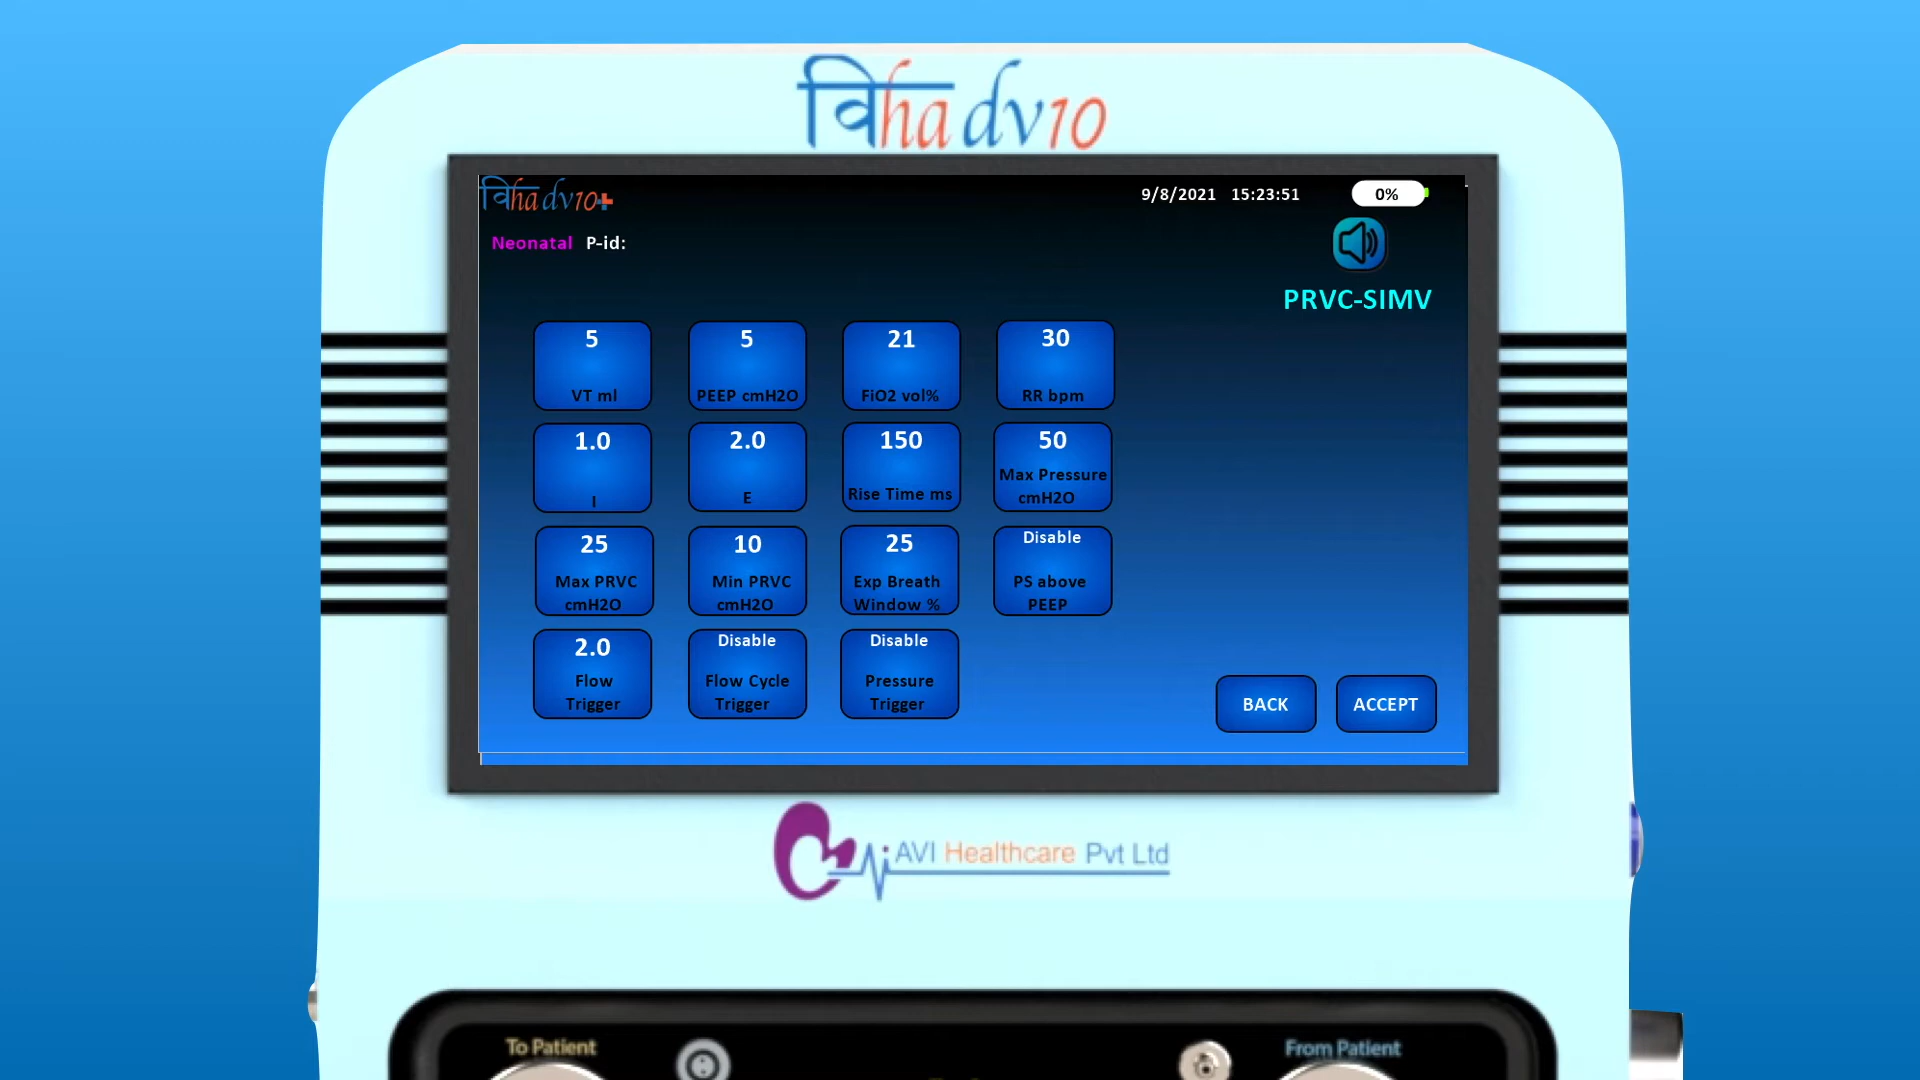 विha dv10
विha dv10+
9/8/2021 15:23:51 0%
Neonatal P-id:
PRVC-SIMV
5
VT ml
5
PEEP cmH2O
21
FiO2 vol%
30
RR bpm
1.0
I
2.0
E
150
Rise Time ms
50
Max Pressure
cmH2O
25
Max PRVC
cmH2O
10
Min PRVC
cmH2O
25
Exp Breath
Window %
Disable
PS above
PEEP
2.0
Flow
Trigger
Disable
Flow Cycle
Trigger
Disable
Pressure
Trigger
BACK
ACCEPT
AVI Healthcare Pvt Ltd
To Patient
From Patient